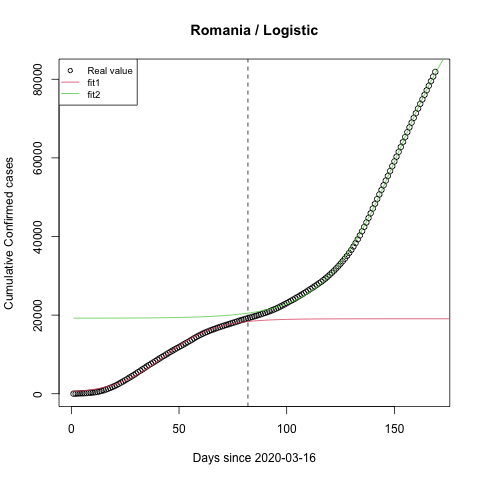 Romania / Logistic
Real value
fit1
fit2
Cumulative Confirmed cases
80000
60000
40000
20000
0
0 50 100 150
Days since 2020-03-16